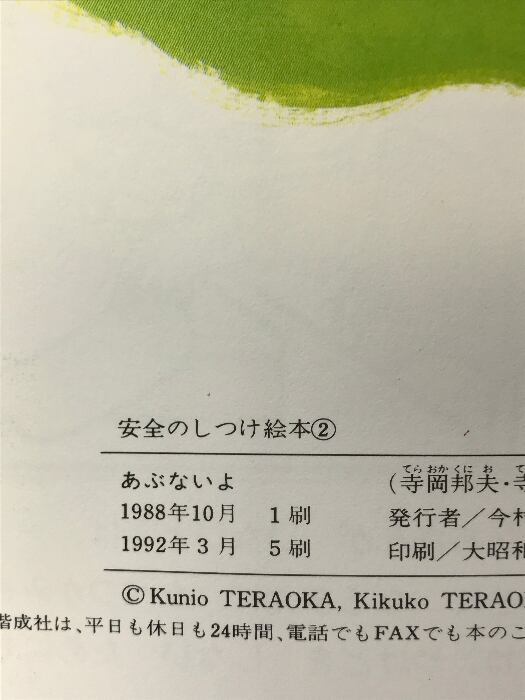 安全のしつけ絵本②
あぶないよ (寺岡邦夫・寺
てら おか くに お て
1988年10月 1刷 発行者/今村
1992年3月 5刷 印刷/大昭和
©Kunio TERAOKA, Kikuko TERAO
偕成社は、平日も休日も24時間、電話でもFAXでも本のご